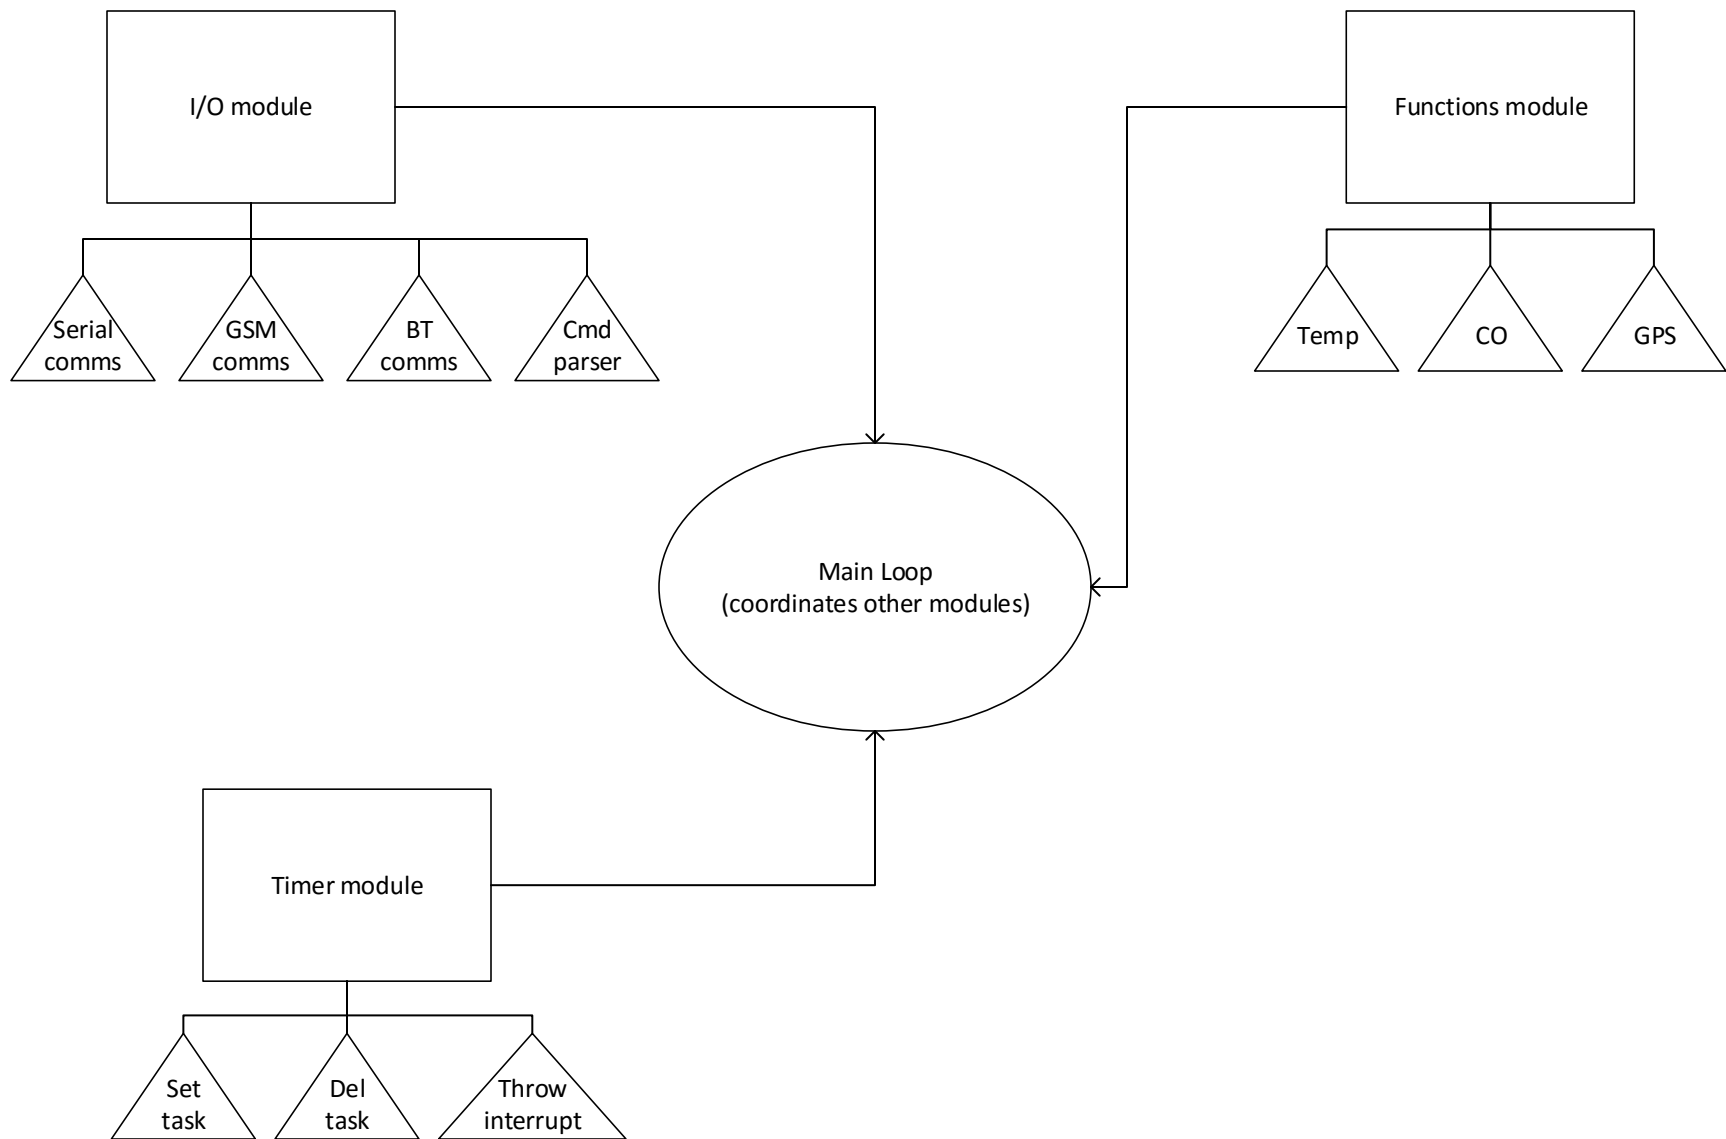 I/O module
Functions module
Serial
comms
GSM
comms
BT
comms
Cmd
parser
Temp
CO
GPS
Main Loop
(coordinates other modules)
Timer module
Set
task
Del
task
Throw
interrupt